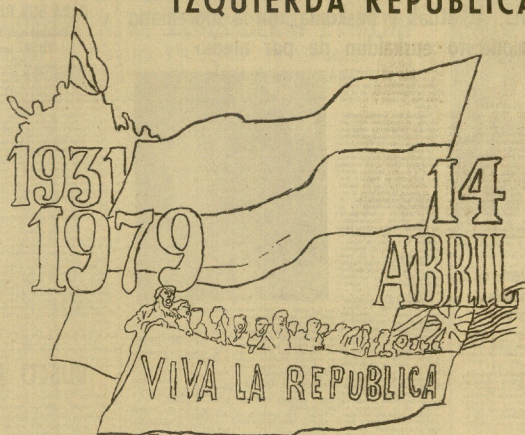 IZQUIERDA REPUBLICA
1931
1979
14
ABRIL
VIVA LA REPUBLICA